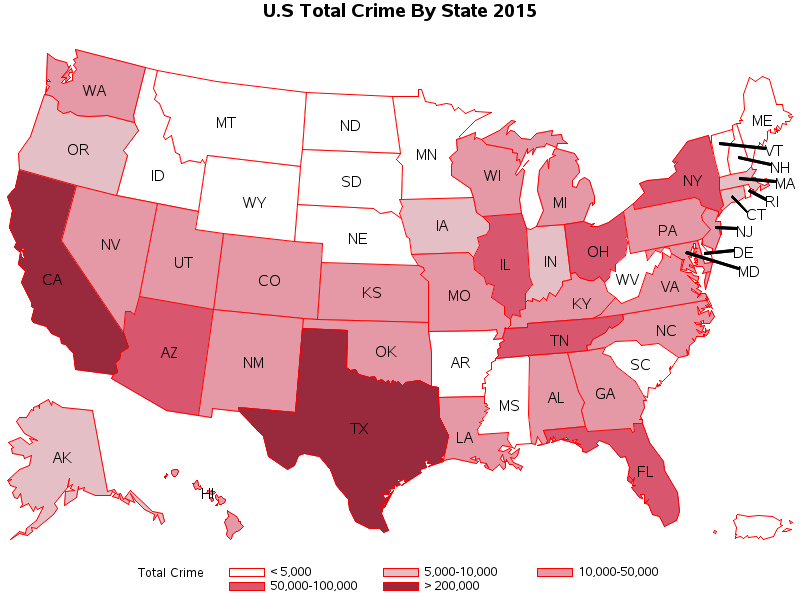 U.S Total Crime By State 2015
WA
MT
ND
MN
ME
OR
ID
SD
WI
VT
NH
WY
NY
MA
MI
RI
IA
CT
NV
NE
PA
NJ
UT
IL
IN
OH
DE
CA
CO
KS
MO
WV
VA
MD
KY
AZ
NM
OK
TN
NC
AR
SC
MS
AL
GA
TX
LA
AK
FL
HI
Total Crime
< 5,000
5,000-10,000
10,000-50,000
50,000-100,000
> 200,000